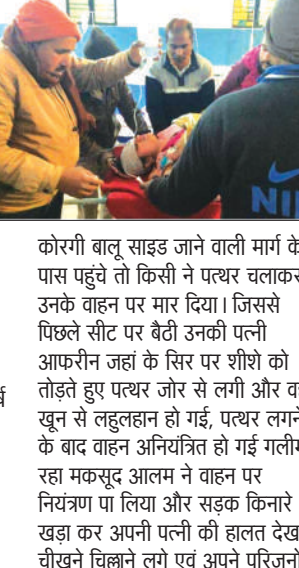 NI
कोरगी बालू साइड जाने वाली मार्ग के
पास पहुंचे तो किसी ने पत्थर चलाकर
उनके वाहन पर मार दिया। जिससे
पिछले सीट पर बैठी उनकी पत्नी
आफरीन जहां के सिर पर शीशे को
तोड़ते हुए पत्थर जोर से लगी और वह
खून से लहुलहान हो गई, पत्थर लगने
के बाद वाहन अनियंत्रित हो गई गलीम
रहा मकसूद आलम ने वाहन पर
नियंत्रण पा लिया और सड़क किनारे
खड़ा कर अपनी पत्नी की हालत देख
चीखने चिल्लाने लगे एवं अपने परिजनों